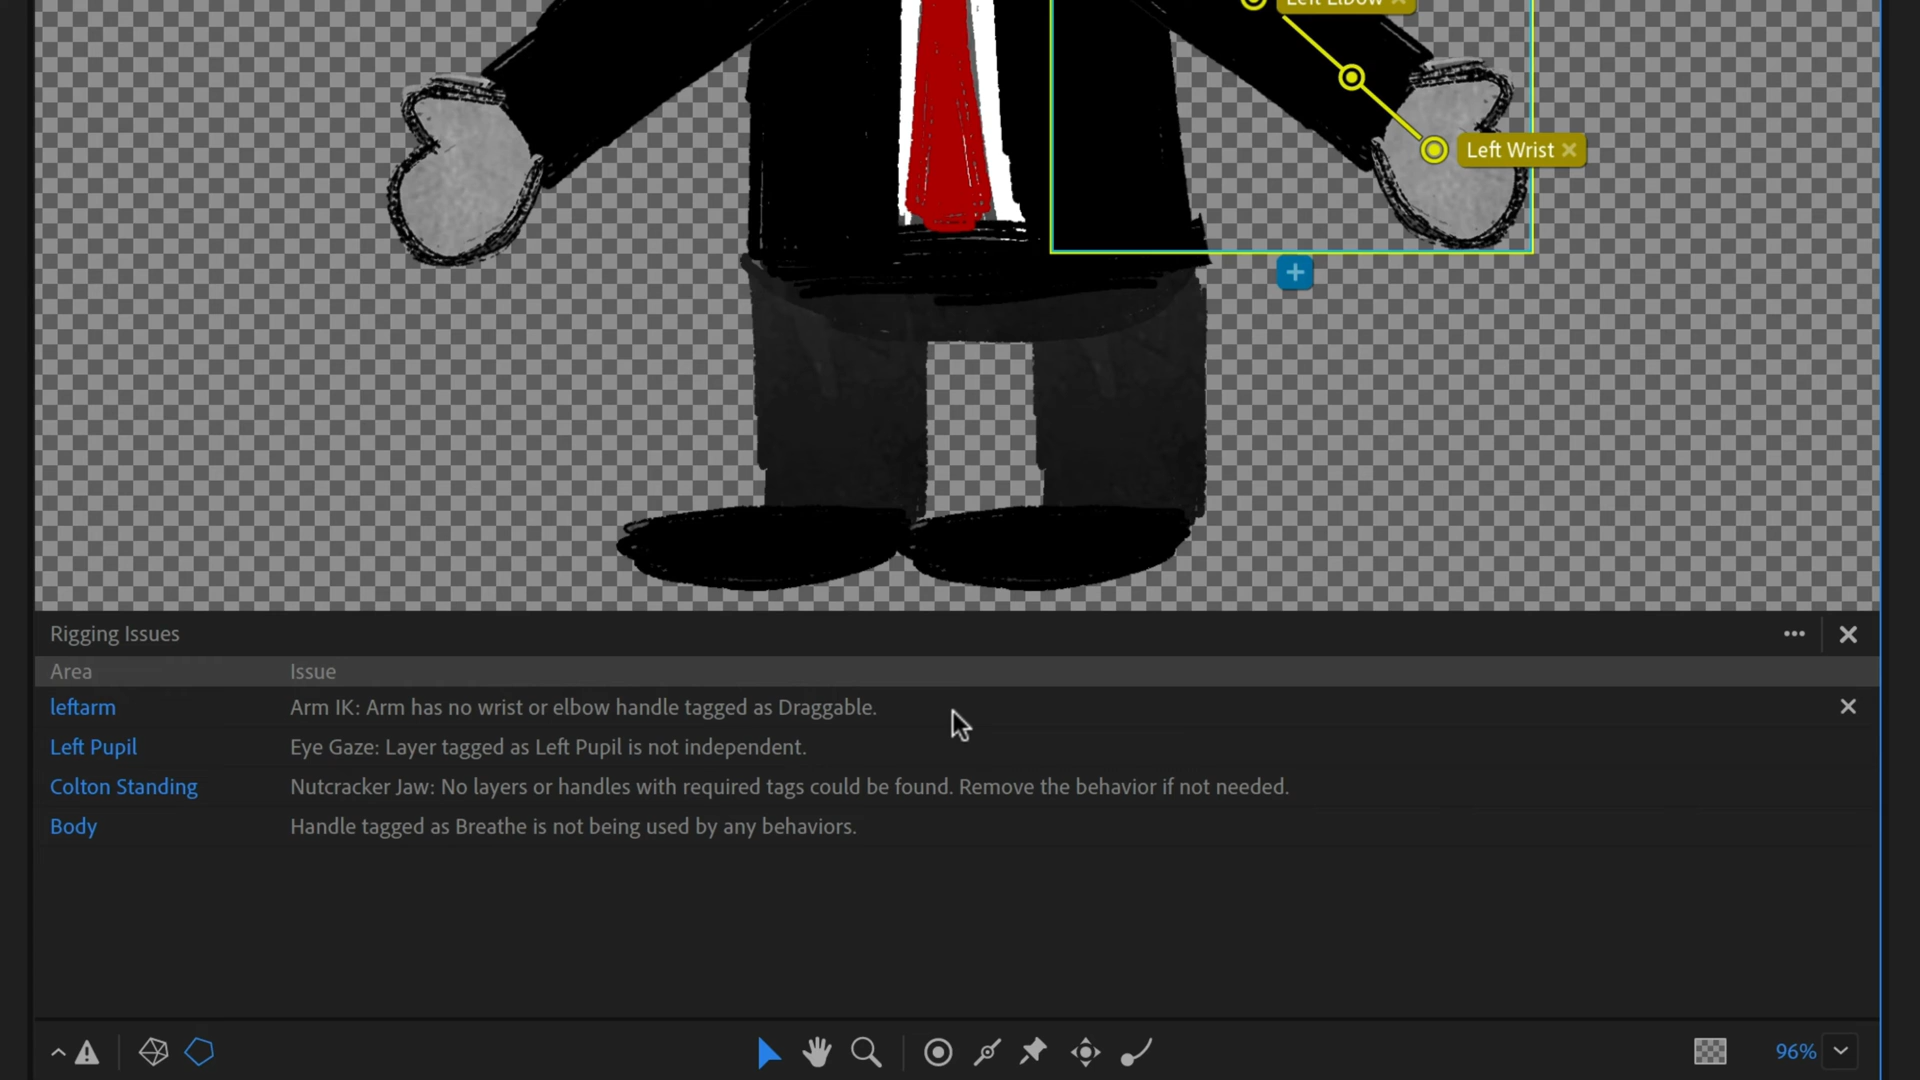 Left Elbow
Left Wrist
Rigging Issues
Area Issue
leftarm Arm IK: Arm has no wrist or elbow handle tagged as Draggable.
Left Pupil Eye Gaze: Layer tagged as Left Pupil is not independent.
Colton Standing Nutcracker Jaw: No layers or handles with required tags could be found. Remove the behavior if not needed.
Body Handle tagged as Breathe is not being used by any behaviors.
96%